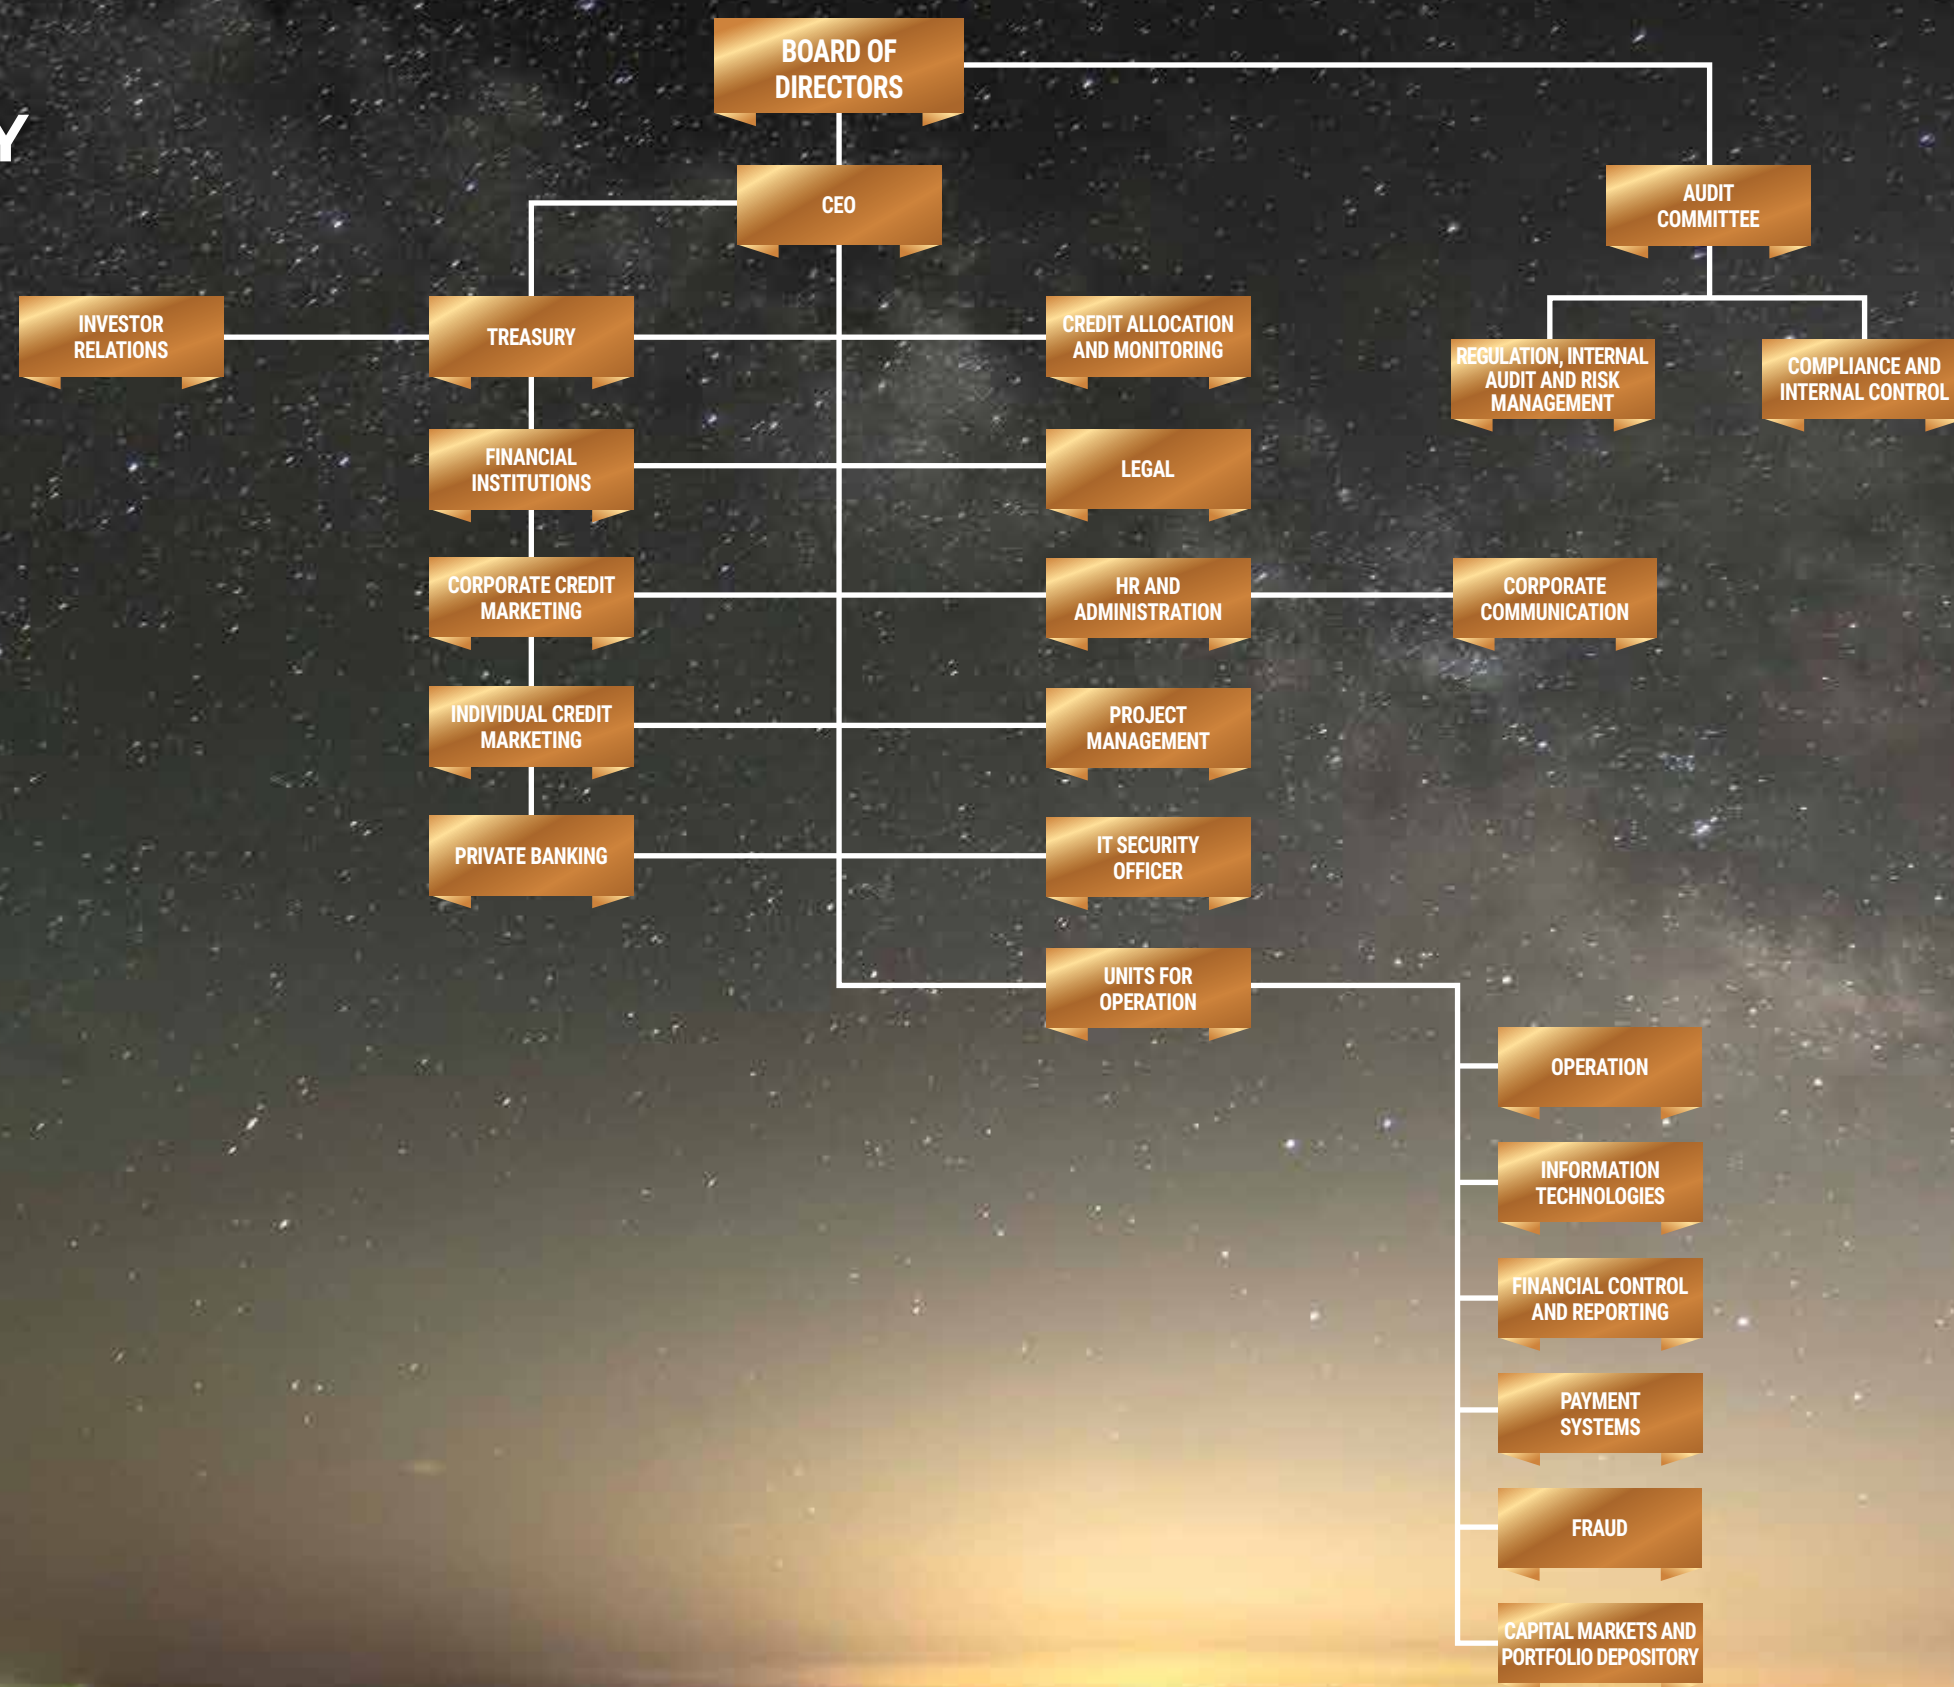 BOARD OF
DIRECTORS
Y
CEO
AUDIT
COMMITTEE
INVESTOR
RELATIONS
TREASURY
CREDIT ALLOCATION
AND MONITORING
REGULATION, INTERNAL
AUDIT AND RISK
MANAGEMENT
COMPLIANCE AND
INTERNAL CONTROL
FINANCIAL
INSTITUTIONS
LEGAL
CORPORATE CREDIT
MARKETING
HR AND
ADMINISTRATION
CORPORATE
COMMUNICATION
INDIVIDUAL CREDIT
MARKETING
PROJECT
MANAGEMENT
PRIVATE BANKING
IT SECURITY
OFFICER
UNITS FOR
OPERATION
OPERATION
INFORMATION
TECHNOLOGIES
FINANCIAL CONTROL
AND REPORTING
PAYMENT
SYSTEMS
FRAUD
CAPITAL MARKETS AND
PORTFOLIO DEPOSITORY